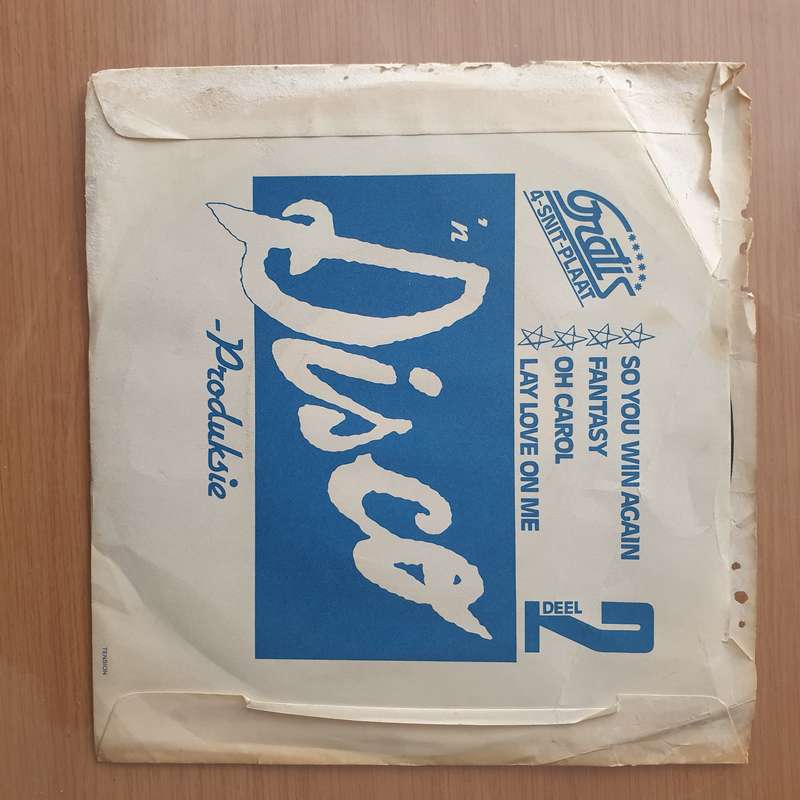 Gratis
4-SNIT-PLAAT
SO YOU WIN AGAIN
FANTASY
OH CAROL
LAY LOVE ON ME
DEEL 2
'n
Disco
-Produksie
TENSION